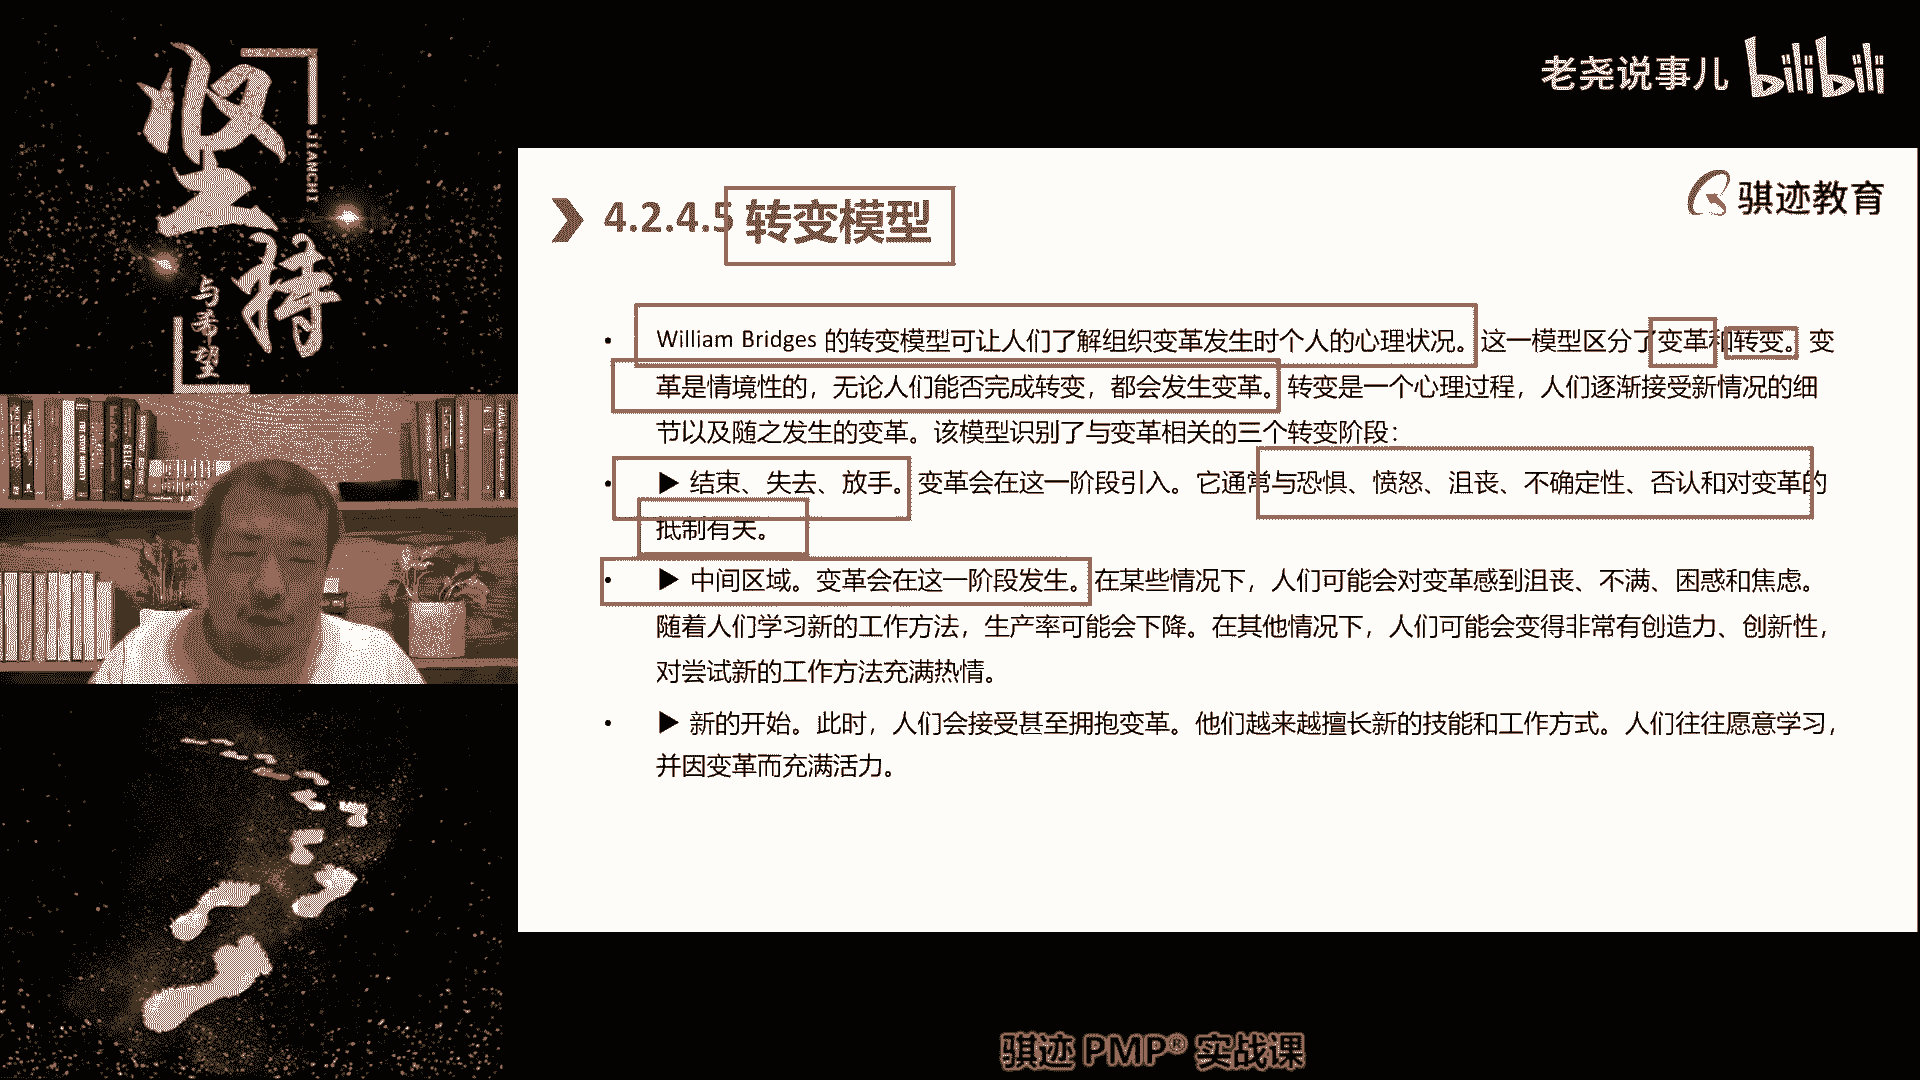 坚持
JIANCHI
与希望
老尧说事儿 bilibili
骐迹教育
4.2.4.5 转变模型
• William Bridges 的转变模型可让人们了解组织变革发生时个人的心理状况。这一模型区分了变革和转变。变
革是情境性的，无论人们能否完成转变，都会发生变革。转变是一个心理过程，人们逐渐接受新情况的细
节以及随之发生的变革。该模型识别了与变革相关的三个转变阶段：
• ▶ 结束、失去、放手。变革会在这一阶段引入。它通常与恐惧、愤怒、沮丧、不确定性、否认和对变革的
抵制有关。
• ▶ 中间区域。变革会在这一阶段发生。在某些情况下，人们可能会对变革感到沮丧、不满、困惑和焦虑。
随着人们学习新的工作方法，生产率可能会下降。在其他情况下，人们可能会变得非常有创造力、创新性，
对尝试新的工作方法充满热情。
• ▶ 新的开始。此时，人们会接受甚至拥抱变革。他们越来越擅长新的技能和工作方式。人们往往愿意学习，
并因变革而充满活力。
骐迹 PMP® 实战课